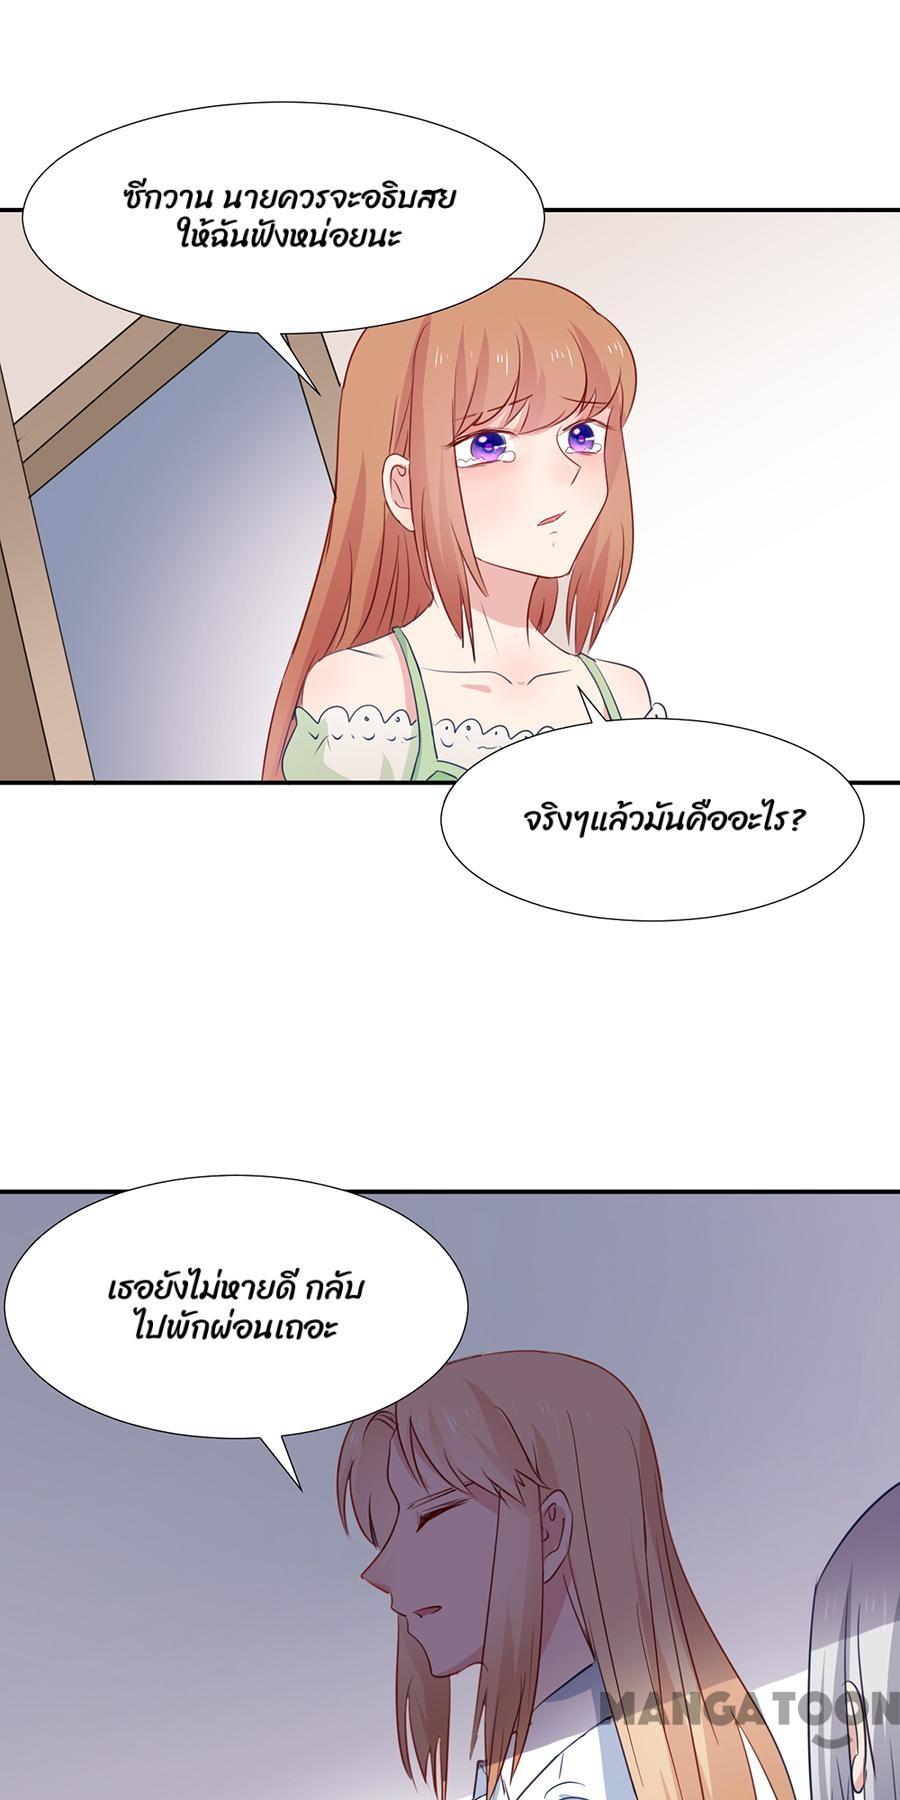 ซีกวาน นายควรจะอธิบสย
ให้ฉันฟังหน่อยนะ
จริงๆแล้วมันคืออะไร?
เธอยังไม่หายดี กลับ
ไปพักผ่อนเถอะ
MANGATOON